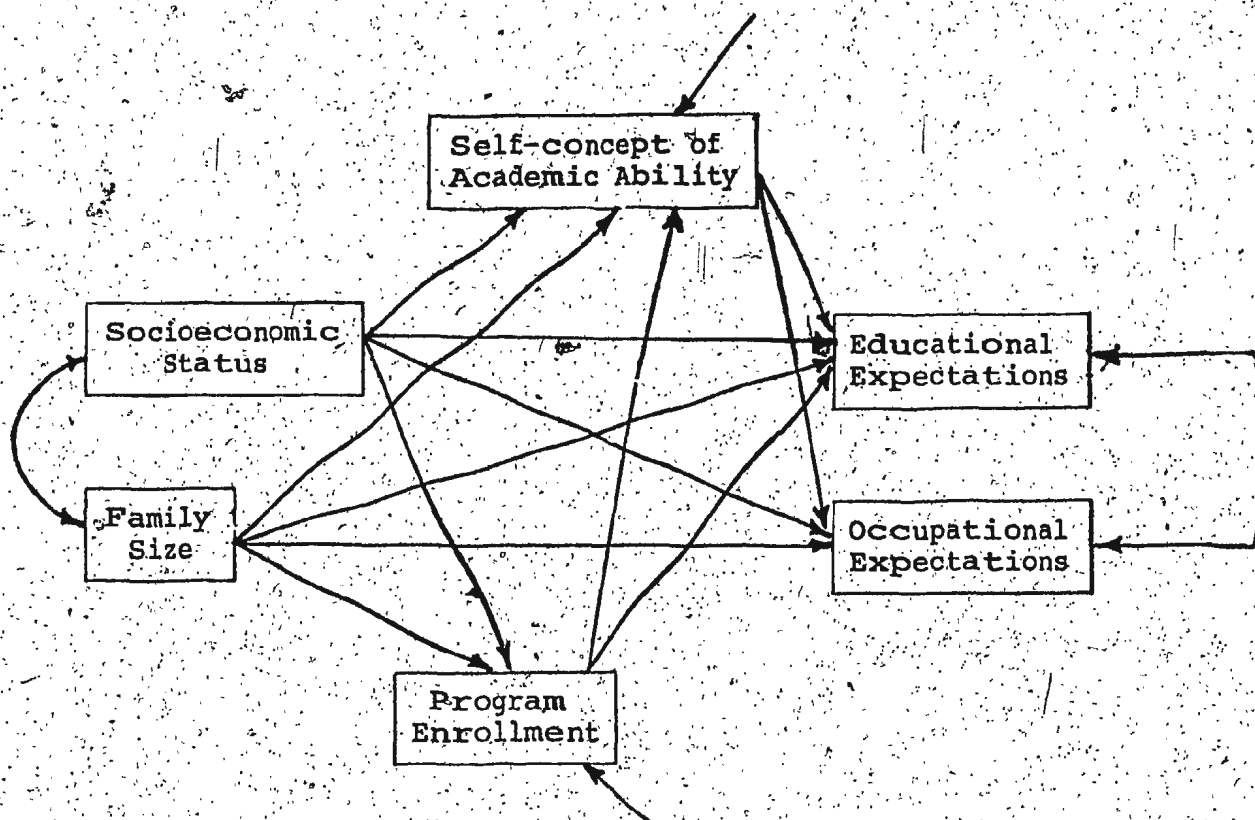 Self-concept of
Academic Ability
Socioeconomic
Status
Educational
Expectations
Family
Size
Occupational
Expectations
Program
Enrollment